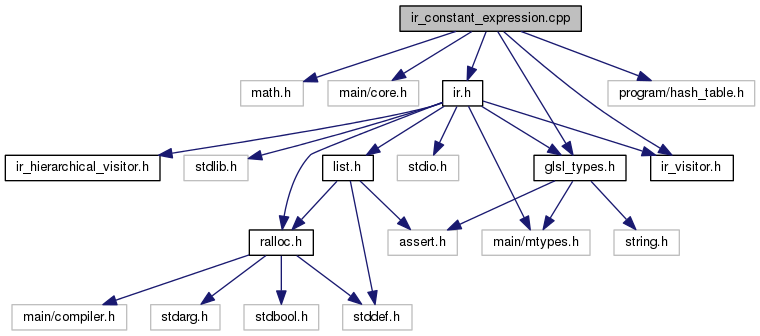 ir_constant_expression.cpp
math.h
main/core.h
ir.h
program/hash_table.h
ir_hierarchical_visitor.h
stdlib.h
list.h
stdio.h
glsl_types.h
ir_visitor.h
ralloc.h
assert.h
main/mtypes.h
string.h
main/compiler.h
stdarg.h
stdbool.h
stddef.h